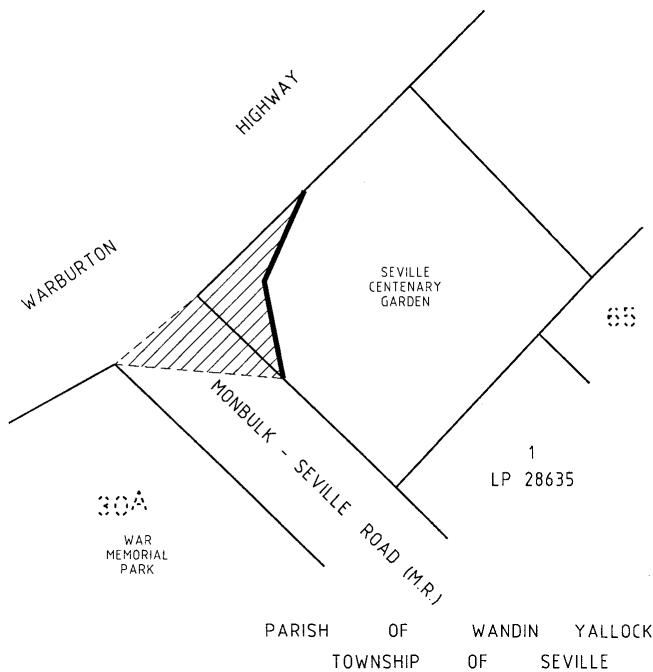 HIGHWAY
WARBURTON
SEVILLE
CENTENARY
GARDEN
65
MONBULK - SEVILLE ROAD (M.R.)
1
LP 28635
30A
WAR
MEMORIAL
PARK
PARISH OF WANDIN YALLOCK
TOWNSHIP OF SEVILLE